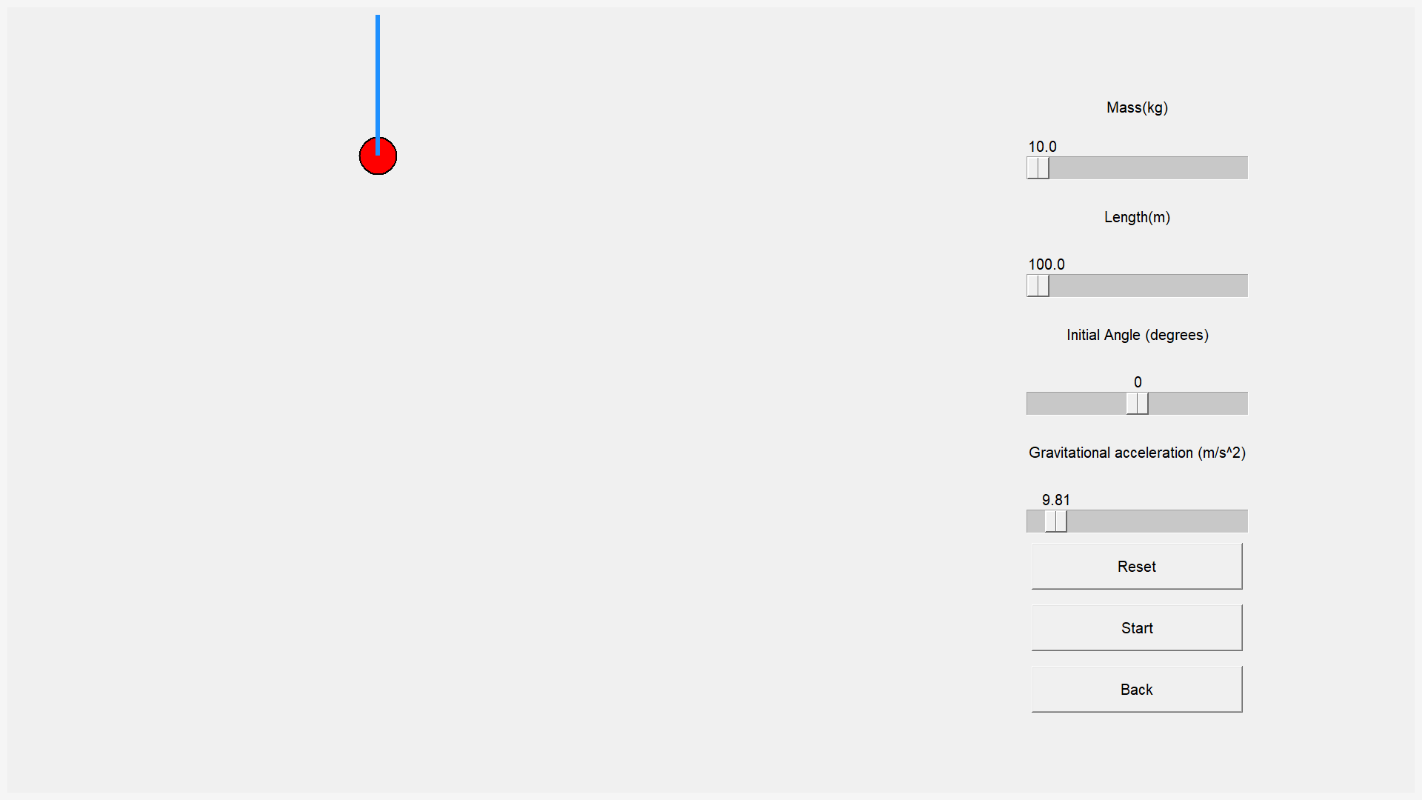 Mass(kg)
10.0
Length(m)
100.0
Initial Angle (degrees)
0
Gravitational acceleration (m/s^2)
9.81
Reset
Start
Back